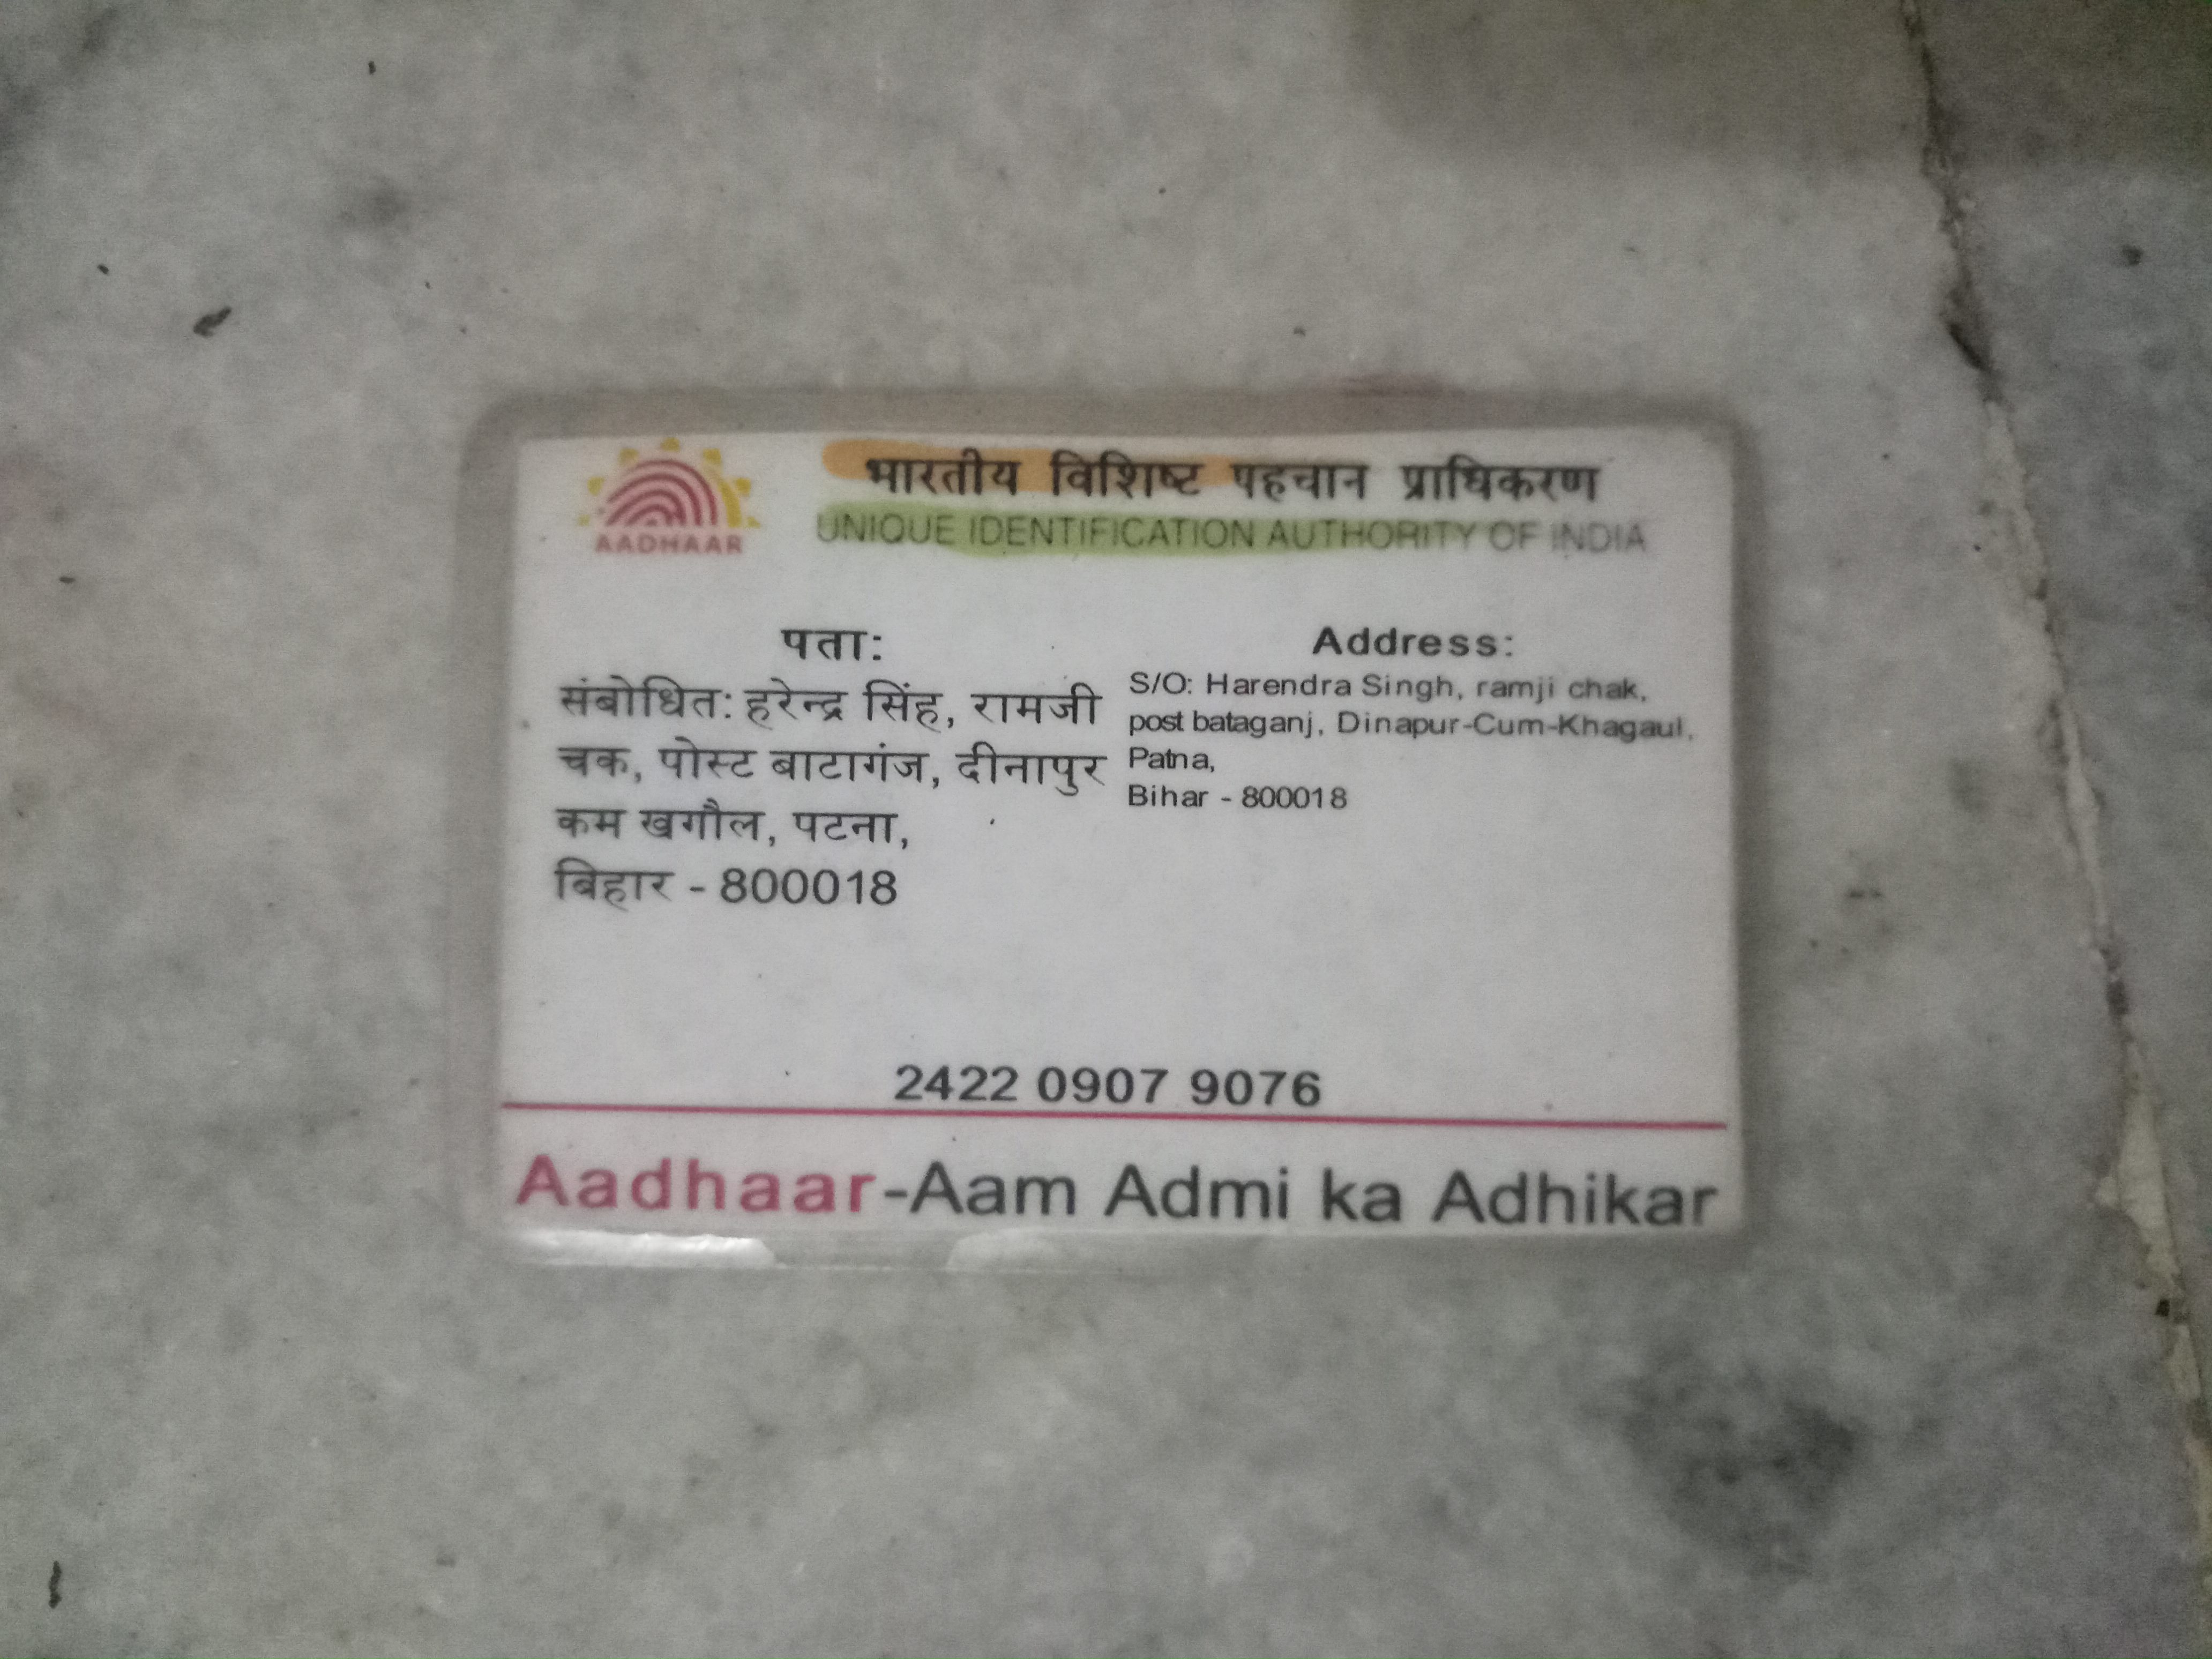 भारतीय विशिष्ट पहचान प्राधिकरण
UNIQUE IDENTIFICATION AUTHORITY OF INDIA
AADHAAR
पता:
संबोधित: हरेन्द्र सिंह, रामजी
चक, पोस्ट बाटागंज, दीनापुर
कम खगौल, पटना,
बिहार - 800018
Address:
S/O: Harendra Singh, ramji chak,
post bataganj, Dinapur-Cum-Khagaul,
Patna,
Bihar - 800018
2422 0907 9076
Aadhaar-Aam Admi ka Adhikar